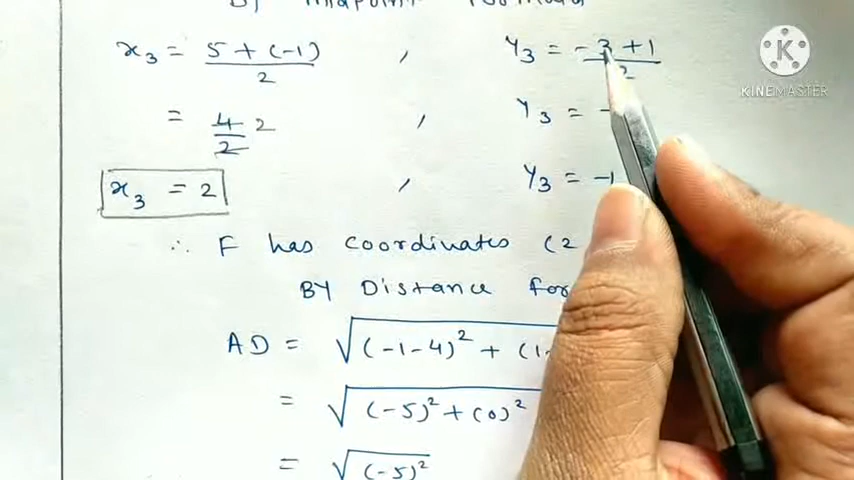 By midpoint formula
x₃ = 5 + (-1) / 2 , y₃ = -3 + 1 / 2
= 4/2 2 , y₃ = -
x₃ = 2 , y₃ = -1
∴ F has coordinates (2
BY Distance for
AD = √(-1-4)² + (1-
= √(-5)² + (0)²
= √(-5)²
KINEMASTER